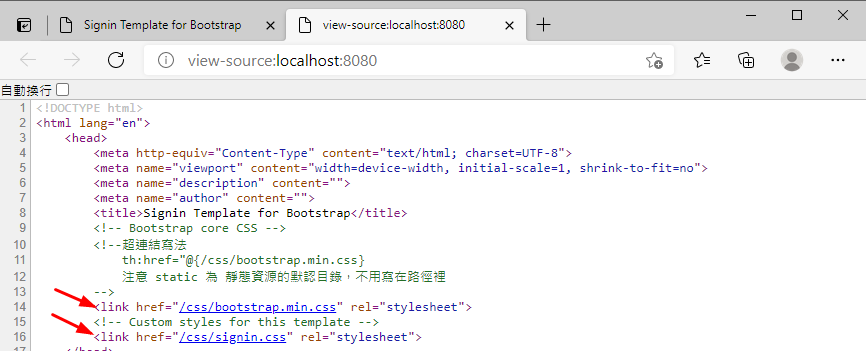 Signin Template for Bootstrap
view-source:localhost:8080
view-source:localhost:8080
自動換行
1 <!DOCTYPE html>
2 <html lang="en">
3 <head>
4 <meta http-equiv="Content-Type" content="text/html; charset=UTF-8">
5 <meta name="viewport" content="width=device-width, initial-scale=1, shrink-to-fit=no">
6 <meta name="description" content="">
7 <meta name="author" content="">
8 <title>Signin Template for Bootstrap</title>
9 <!-- Bootstrap core CSS -->
10 <!--超連結寫法
11 th:href="@{/css/bootstrap.min.css}
12 注意 static 為 靜態資源的默認目錄，不用寫在路徑裡
13 -->
14 <link href="/css/bootstrap.min.css" rel="stylesheet">
15 <!-- Custom styles for this template -->
16 <link href="/css/signin.css" rel="stylesheet">
17 </head>